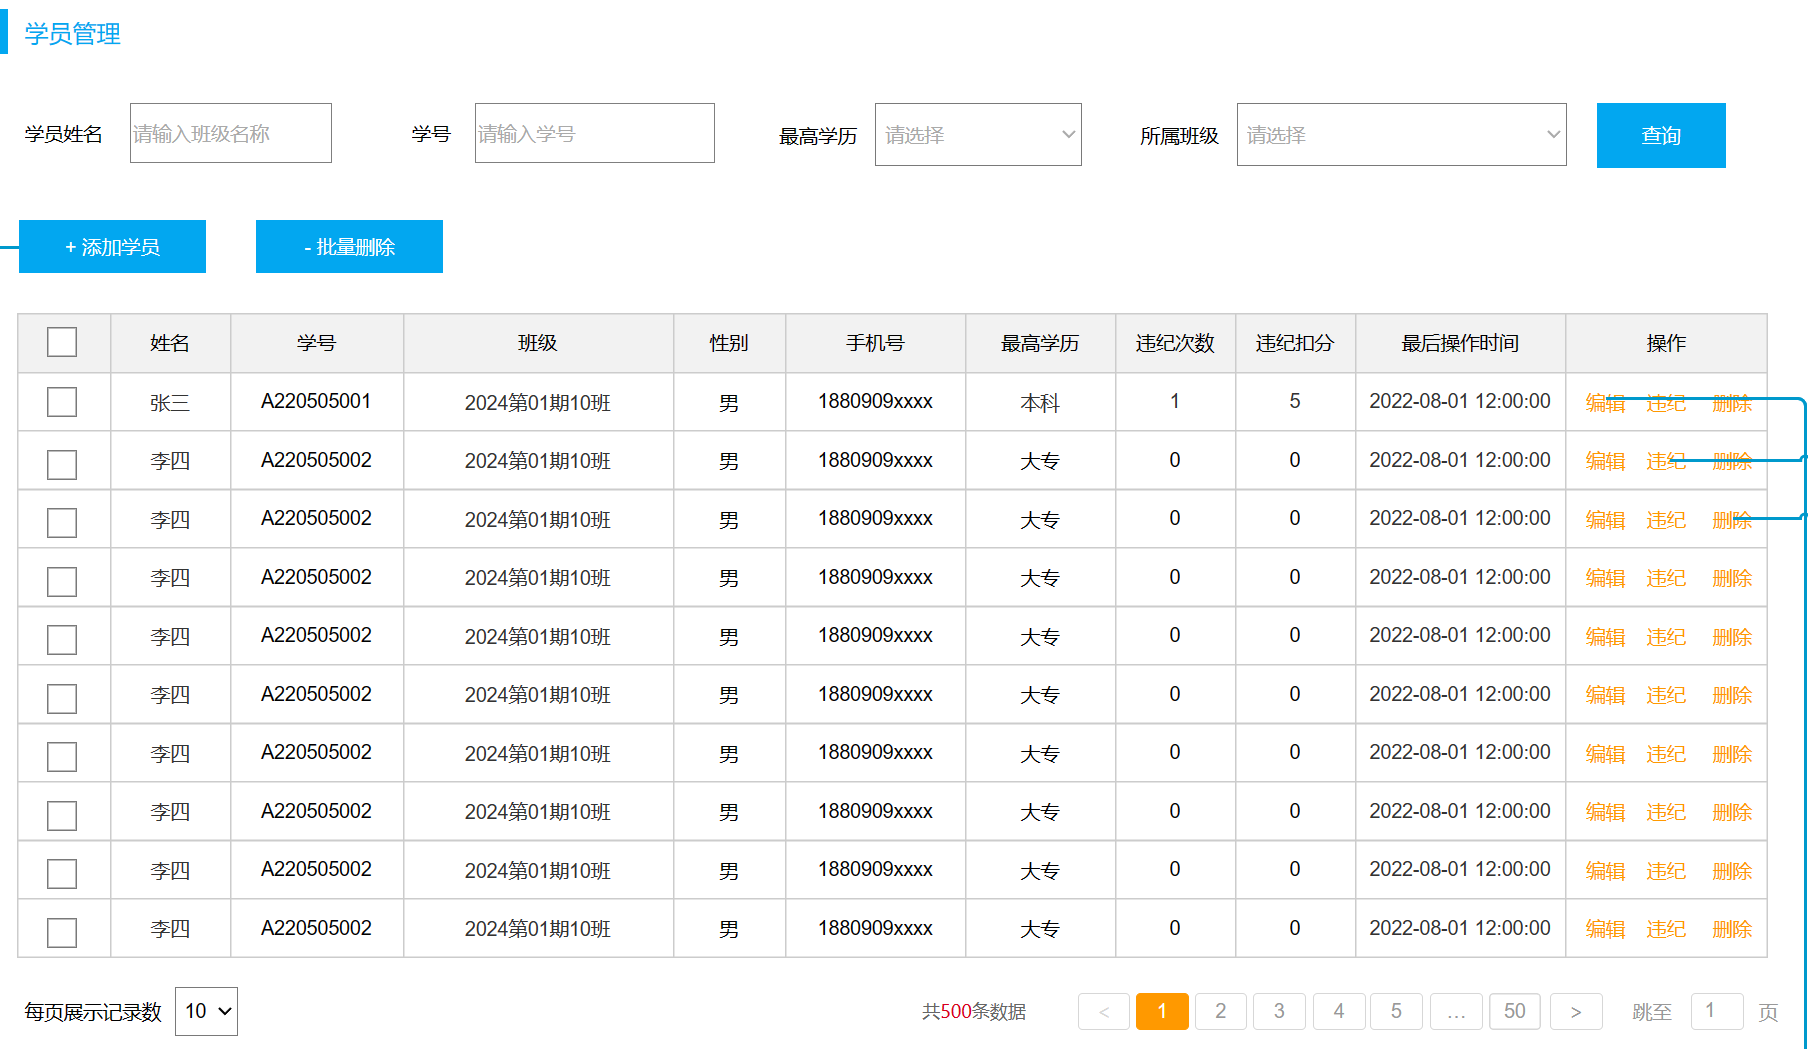 学员管理
学员姓名 请输入班级名称 学号 请输入学号 最高学历 请选择 所属班级 请选择 查询
+ 添加学员 - 批量删除
姓名 学号 班级 性别 手机号 最高学历 违纪次数 违纪扣分 最后操作时间 操作
张三 A220505001 2024第01期10班 男 1880909xxxx 本科 1 5 2022-08-01 12:00:00 编辑 违纪 删除
李四 A220505002 2024第01期10班 男 1880909xxxx 大专 0 0 2022-08-01 12:00:00 编辑 违纪 删除
李四 A220505002 2024第01期10班 男 1880909xxxx 大专 0 0 2022-08-01 12:00:00 编辑 违纪 删除
李四 A220505002 2024第01期10班 男 1880909xxxx 大专 0 0 2022-08-01 12:00:00 编辑 违纪 删除
李四 A220505002 2024第01期10班 男 1880909xxxx 大专 0 0 2022-08-01 12:00:00 编辑 违纪 删除
李四 A220505002 2024第01期10班 男 1880909xxxx 大专 0 0 2022-08-01 12:00:00 编辑 违纪 删除
李四 A220505002 2024第01期10班 男 1880909xxxx 大专 0 0 2022-08-01 12:00:00 编辑 违纪 删除
李四 A220505002 2024第01期10班 男 1880909xxxx 大专 0 0 2022-08-01 12:00:00 编辑 违纪 删除
李四 A220505002 2024第01期10班 男 1880909xxxx 大专 0 0 2022-08-01 12:00:00 编辑 违纪 删除
李四 A220505002 2024第01期10班 男 1880909xxxx 大专 0 0 2022-08-01 12:00:00 编辑 违纪 删除
每页展示记录数 10 共500条数据 < 1 2 3 4 5 … 50 > 跳至 1 页